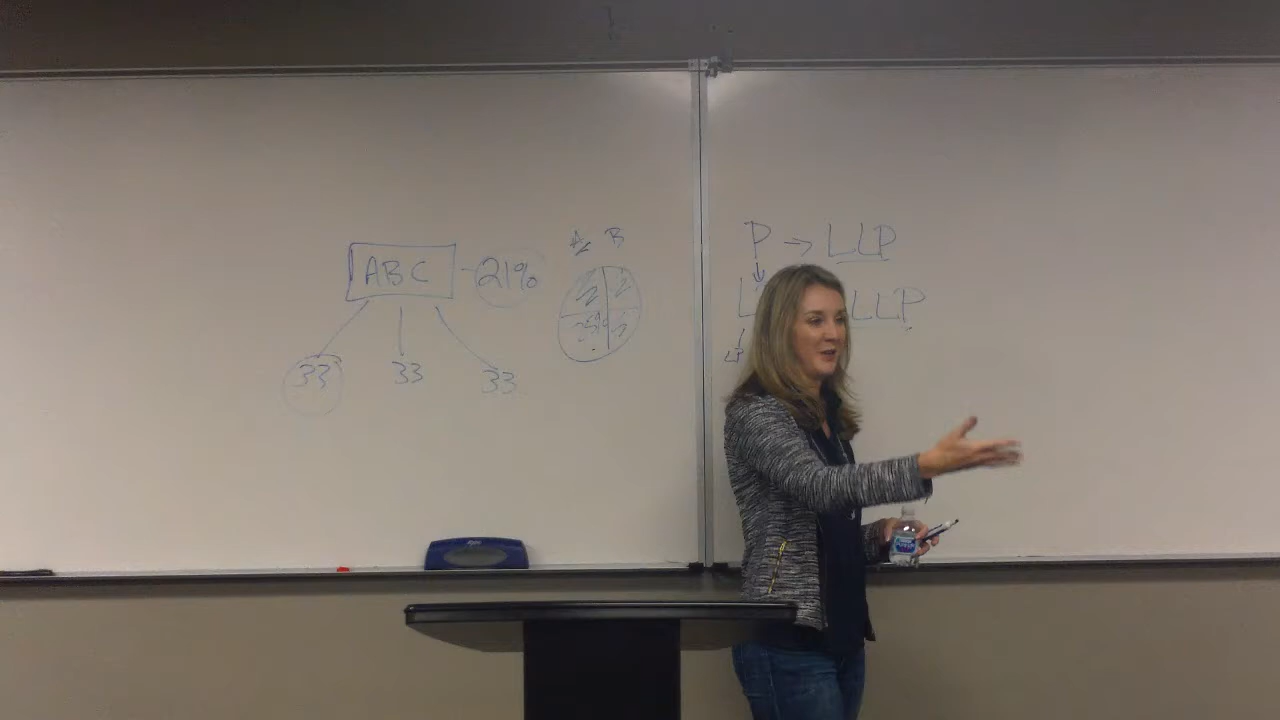 A B
P → LLP
ABC - 21%
LLP
33 33 33